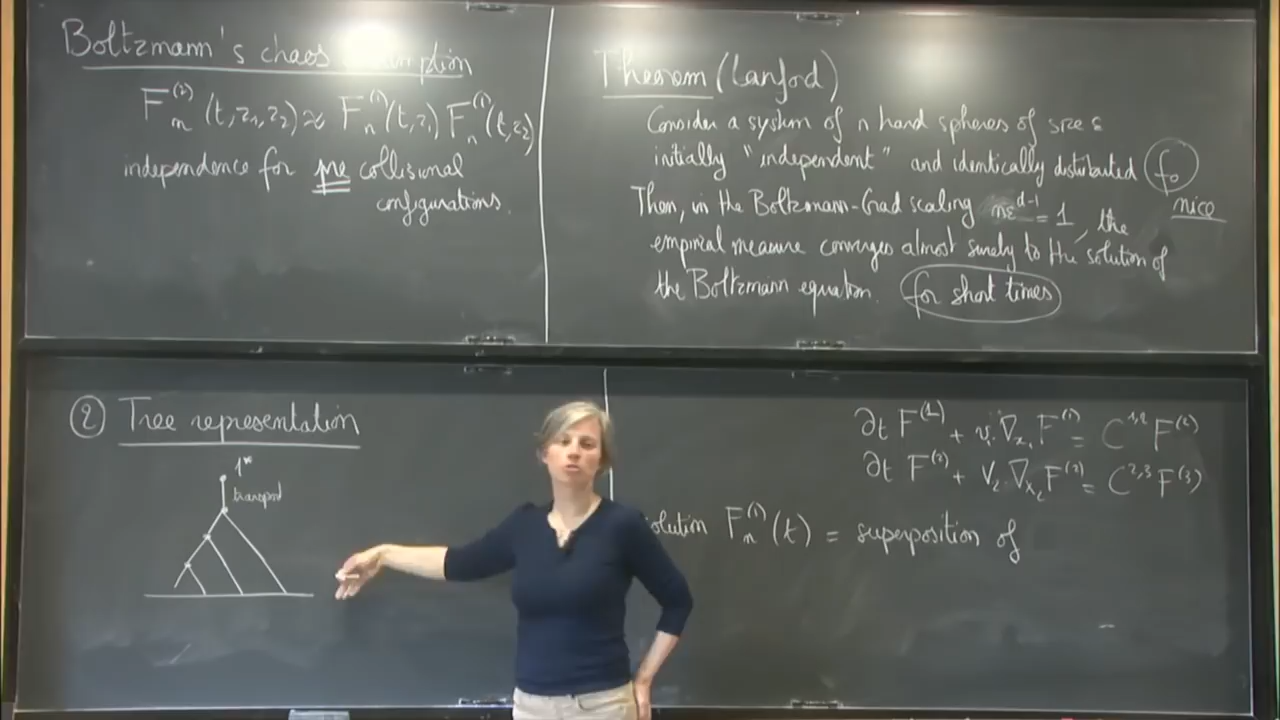 Boltzmann's chaos
F_n^{(2)}(t, z_1, z_2) ≈ F_n^{(1)}(t, z_1) F_n^{(1)}(t, z_2)
independence for pre collisional
configurations.
Theorem (Lanford)
Consider a system of n hard spheres of size ε
initially "independent" and identically distributed f_0
nice
Then, in the Boltzmann-Grad scaling nε^{d-1} = 1, the
empirical measure converges almost surely to the solution of
the Boltzmann equation. for short times
② Tree representation
1*
transport
∂t F^{(1)} + v_1·∇_{x_1} F^{(1)} = C^{1,2} F^{(2)}
∂t F^{(2)} + V_2·∇_{X_2} F^{(2)} = C^{2,3} F^{(3)}
F_n^{(1)}(t) = superposition of